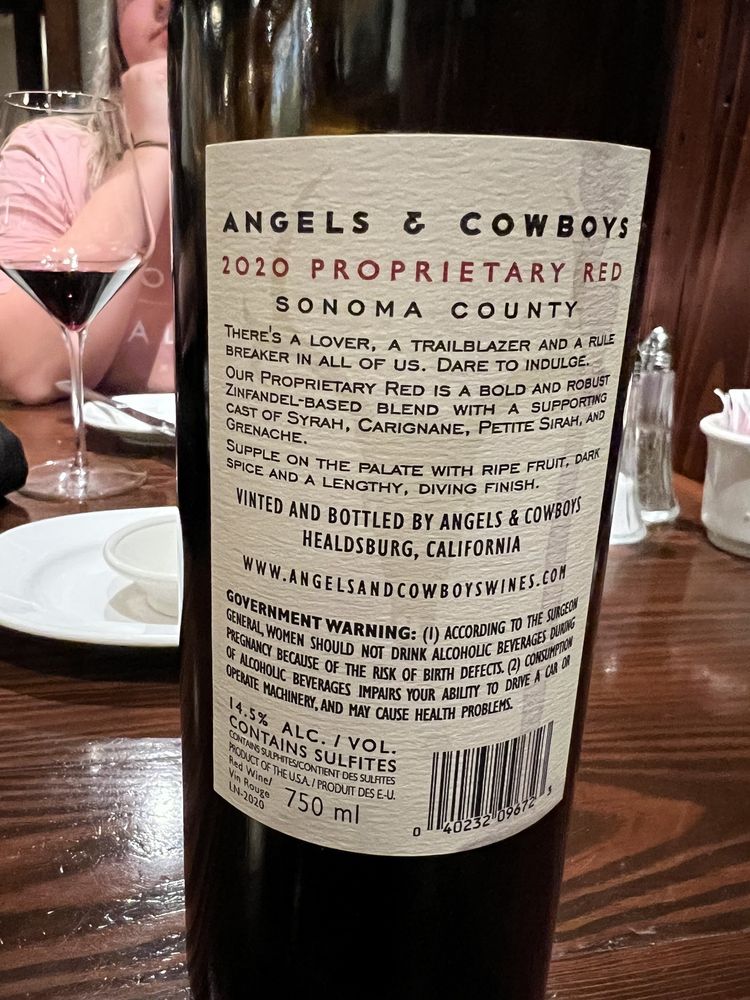 ANGELS & COWBOYS
2020 PROPRIETARY RED
SONOMA COUNTY
THERE'S A LOVER, A TRAILBLAZER AND A RULE
BREAKER IN ALL OF US. DARE TO INDULGE.
OUR PROPRIETARY RED IS A BOLD AND ROBUST
ZINFANDEL-BASED BLEND WITH A SUPPORTING
CAST OF SYRAH, CARIGNANE, PETITE SIRAH, AND
GRENACHE.
SUPPLE ON THE PALATE WITH RIPE FRUIT, DARK
SPICE AND A LENGTHY, DIVING FINISH.
VINTED AND BOTTLED BY ANGELS & COWBOYS
HEALDSBURG, CALIFORNIA
WWW.ANGELSANDCOWBOYSWINES.COM
GOVERNMENT WARNING: (1) ACCORDING TO THE SURGEON
GENERAL, WOMEN SHOULD NOT DRINK ALCOHOLIC BEVERAGES DURING
PREGNANCY BECAUSE OF THE RISK OF BIRTH DEFECTS. (2) CONSUMPTION
OF ALCOHOLIC BEVERAGES IMPAIRS YOUR ABILITY TO DRIVE A CAR OR
OPERATE MACHINERY, AND MAY CAUSE HEALTH PROBLEMS.
14.5% ALC. / VOL.
CONTAINS SULFITES
CONTAINS SULPHITES/CONTIENT DES SULFITES
PRODUCT OF THE U.S.A. / PRODUIT DES E.-U.
Red Wine/
Vin Rouge
LN-2020
750 ml
0 40232 09672 3